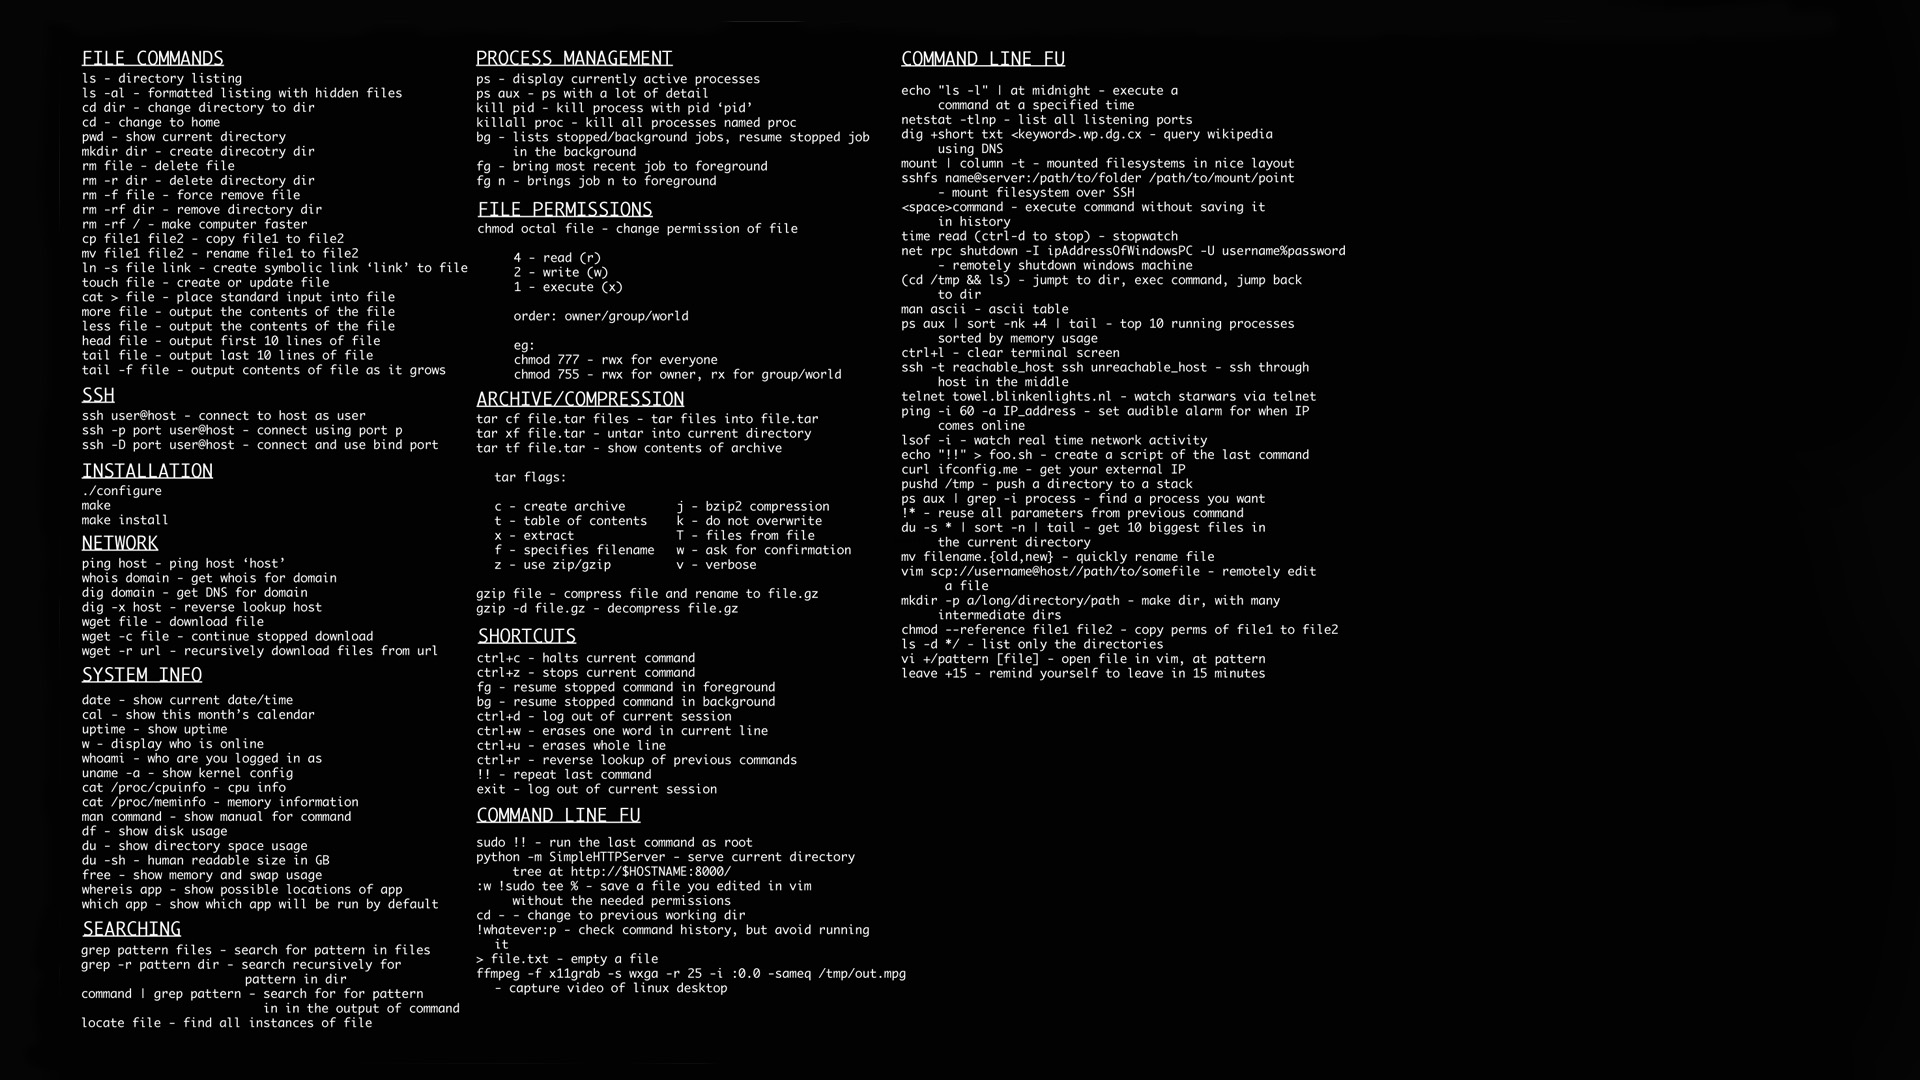 FILE COMMANDS
ls - directory listing
ls -al - formatted listing with hidden files
cd dir - change directory to dir
cd - change to home
pwd - show current directory
mkdir dir - create direcotry dir
rm file - delete file
rm -r dir - delete directory dir
rm -f file - force remove file
rm -rf dir - remove directory dir
rm -rf / - make computer faster
cp file1 file2 - copy file1 to file2
mv file1 file2 - rename file1 to file2
ln -s file link - create symbolic link ‘link’ to file
touch file - create or update file
cat > file - place standard input into file
more file - output the contents of the file
less file - output the contents of the file
head file - output first 10 lines of file
tail file - output last 10 lines of file
tail -f file - output contents of file as it grows
SSH
ssh user@host - connect to host as user
ssh -p port user@host - connect using port p
ssh -D port user@host - connect and use bind port
INSTALLATION
./configure
make
make install
NETWORK
ping host - ping host ‘host’
whois domain - get whois for domain
dig domain - get DNS for domain
dig -x host - reverse lookup host
wget file - download file
wget -c file - continue stopped download
wget -r url - recursively download files from url
SYSTEM INFO
date - show current date/time
cal - show this month’s calendar
uptime - show uptime
w - display who is online
whoami - who are you logged in as
uname -a - show kernel config
cat /proc/cpuinfo - cpu info
cat /proc/meminfo - memory information
man command - show manual for command
df - show disk usage
du - show directory space usage
du -sh - human readable size in GB
free - show memory and swap usage
whereis app - show possible locations of app
which app - show which app will be run by default
SEARCHING
grep pattern files - search for pattern in files
grep -r pattern dir - search recursively for
pattern in dir
command | grep pattern - search for for pattern
in in the output of command
locate file - find all instances of file
PROCESS MANAGEMENT
ps - display currently active processes
ps aux - ps with a lot of detail
kill pid - kill process with pid ‘pid’
killall proc - kill all processes named proc
bg - lists stopped/background jobs, resume stopped job
in the background
fg - bring most recent job to foreground
fg n - brings job n to foreground
FILE PERMISSIONS
chmod octal file - change permission of file
4 - read (r)
2 - write (w)
1 - execute (x)
order: owner/group/world
eg:
chmod 777 - rwx for everyone
chmod 755 - rwx for owner, rx for group/world
ARCHIVE/COMPRESSION
tar cf file.tar files - tar files into file.tar
tar xf file.tar - untar into current directory
tar tf file.tar - show contents of archive
tar flags:
c - create archive j - bzip2 compression
t - table of contents k - do not overwrite
x - extract T - files from file
f - specifies filename w - ask for confirmation
z - use zip/gzip v - verbose
gzip file - compress file and rename to file.gz
gzip -d file.gz - decompress file.gz
SHORTCUTS
ctrl+c - halts current command
ctrl+z - stops current command
fg - resume stopped command in foreground
bg - resume stopped command in background
ctrl+d - log out of current session
ctrl+w - erases one word in current line
ctrl+u - erases whole line
ctrl+r - reverse lookup of previous commands
!! - repeat last command
exit - log out of current session
COMMAND LINE FU
sudo !! - run the last command as root
python -m SimpleHTTPServer - serve current directory
tree at http://$HOSTNAME:8000/
:w !sudo tee % - save a file you edited in vim
without the needed permissions
cd - - change to previous working dir
!whatever:p - check command history, but avoid running
it
> file.txt - empty a file
ffmpeg -f x11grab -s wxga -r 25 -i :0.0 -sameq /tmp/out.mpg
- capture video of linux desktop
COMMAND LINE FU
echo "ls -l" | at midnight - execute a
command at a specified time
netstat -tlnp - list all listening ports
dig +short txt <keyword>.wp.dg.cx - query wikipedia
using DNS
mount | column -t - mounted filesystems in nice layout
sshfs name@server:/path/to/folder /path/to/mount/point
- mount filesystem over SSH
<space>command - execute command without saving it
in history
time read (ctrl-d to stop) - stopwatch
net rpc shutdown -I ipAddressOfWindowsPC -U username%password
- remotely shutdown windows machine
(cd /tmp && ls) - jumpt to dir, exec command, jump back
to dir
man ascii - ascii table
ps aux | sort -nk +4 | tail - top 10 running processes
sorted by memory usage
ctrl+l - clear terminal screen
ssh -t reachable_host ssh unreachable_host - ssh through
host in the middle
telnet towel.blinkenlights.nl - watch starwars via telnet
ping -i 60 -a IP_address - set audible alarm for when IP
comes online
lsof -i - watch real time network activity
echo "!!" > foo.sh - create a script of the last command
curl ifconfig.me - get your external IP
pushd /tmp - push a directory to a stack
ps aux | grep -i process - find a process you want
!* - reuse all parameters from previous command
du -s * | sort -n | tail - get 10 biggest files in
the current directory
mv filename.{old,new} - quickly rename file
vim scp://username@host//path/to/somefile - remotely edit
a file
mkdir -p a/long/directory/path - make dir, with many
intermediate dirs
chmod --reference file1 file2 - copy perms of file1 to file2
ls -d */ - list only the directories
vi +/pattern [file] - open file in vim, at pattern
leave +15 - remind yourself to leave in 15 minutes